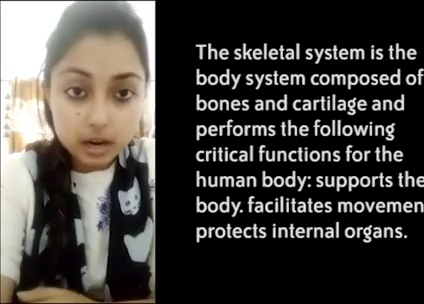 The skeletal system is the
body system composed of
bones and cartilage and
performs the following
critical functions for the
human body: supports the
body. facilitates movemen
protects internal organs.